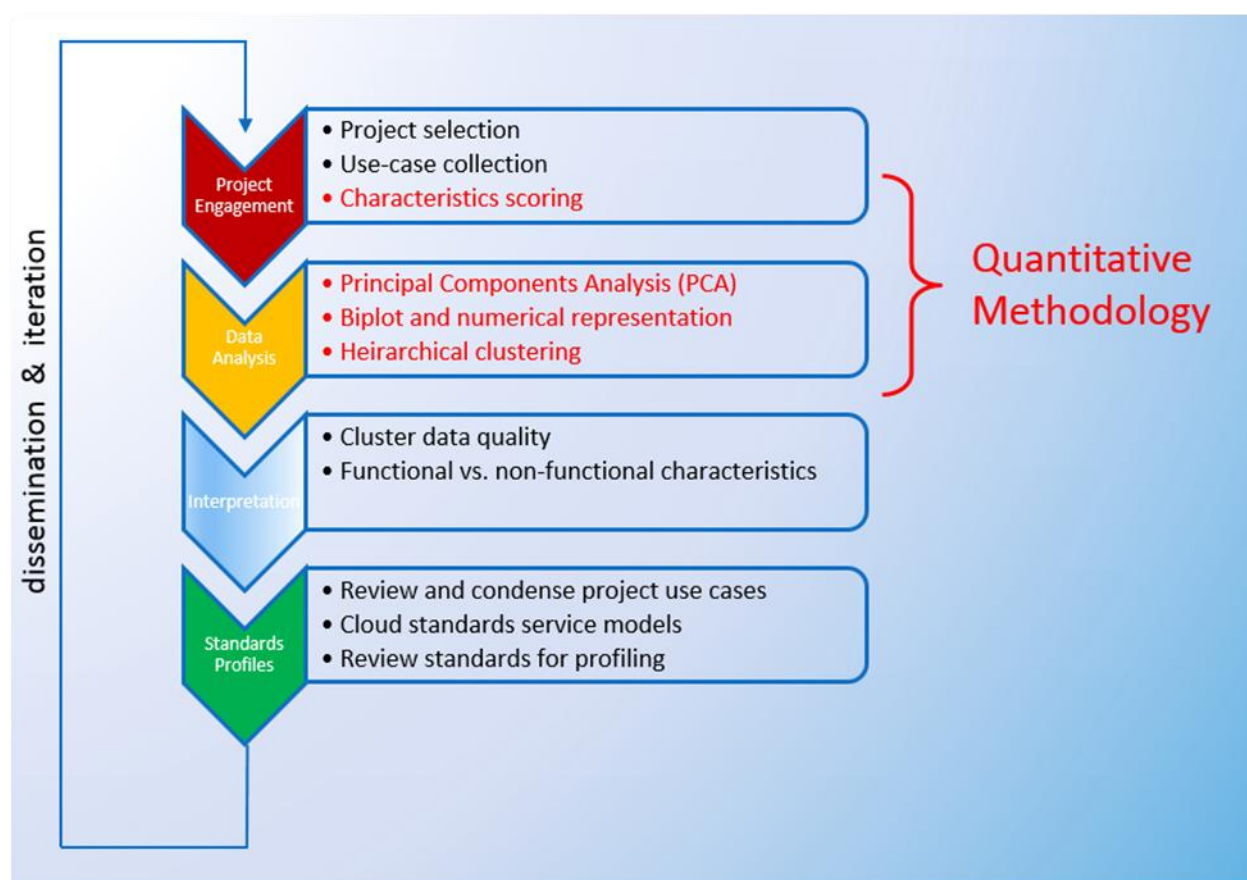 dissemination & iteration
Project
Engagement
• Project selection
• Use-case collection
• Characteristics scoring
Data
Analysis
• Principal Components Analysis (PCA)
• Biplot and numerical representation
• Heirarchical clustering
Quantitative
Methodology
Interpretation
• Cluster data quality
• Functional vs. non-functional characteristics
Standards
Profiles
• Review and condense project use cases
• Cloud standards service models
• Review standards for profiling